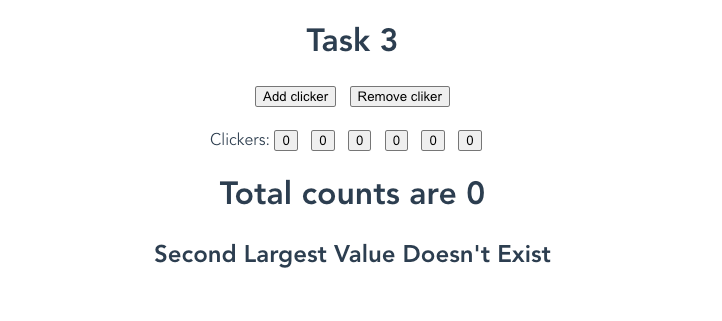 Task 3
Add clicker Remove cliker
Clickers: 0 0 0 0 0 0
Total counts are 0
Second Largest Value Doesn't Exist